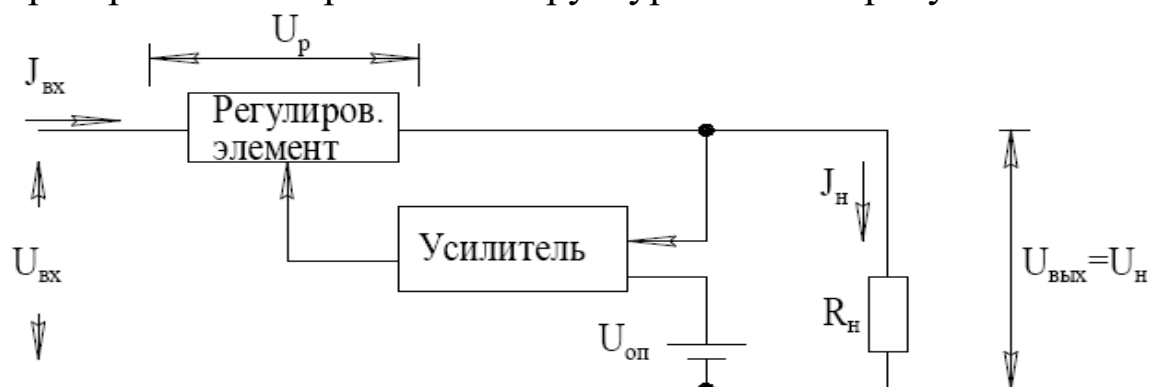 U_р
J_вх
Регулиров.
элемент
J_н
Усилитель
U_вх
U_вых=U_н
R_н
U_оп